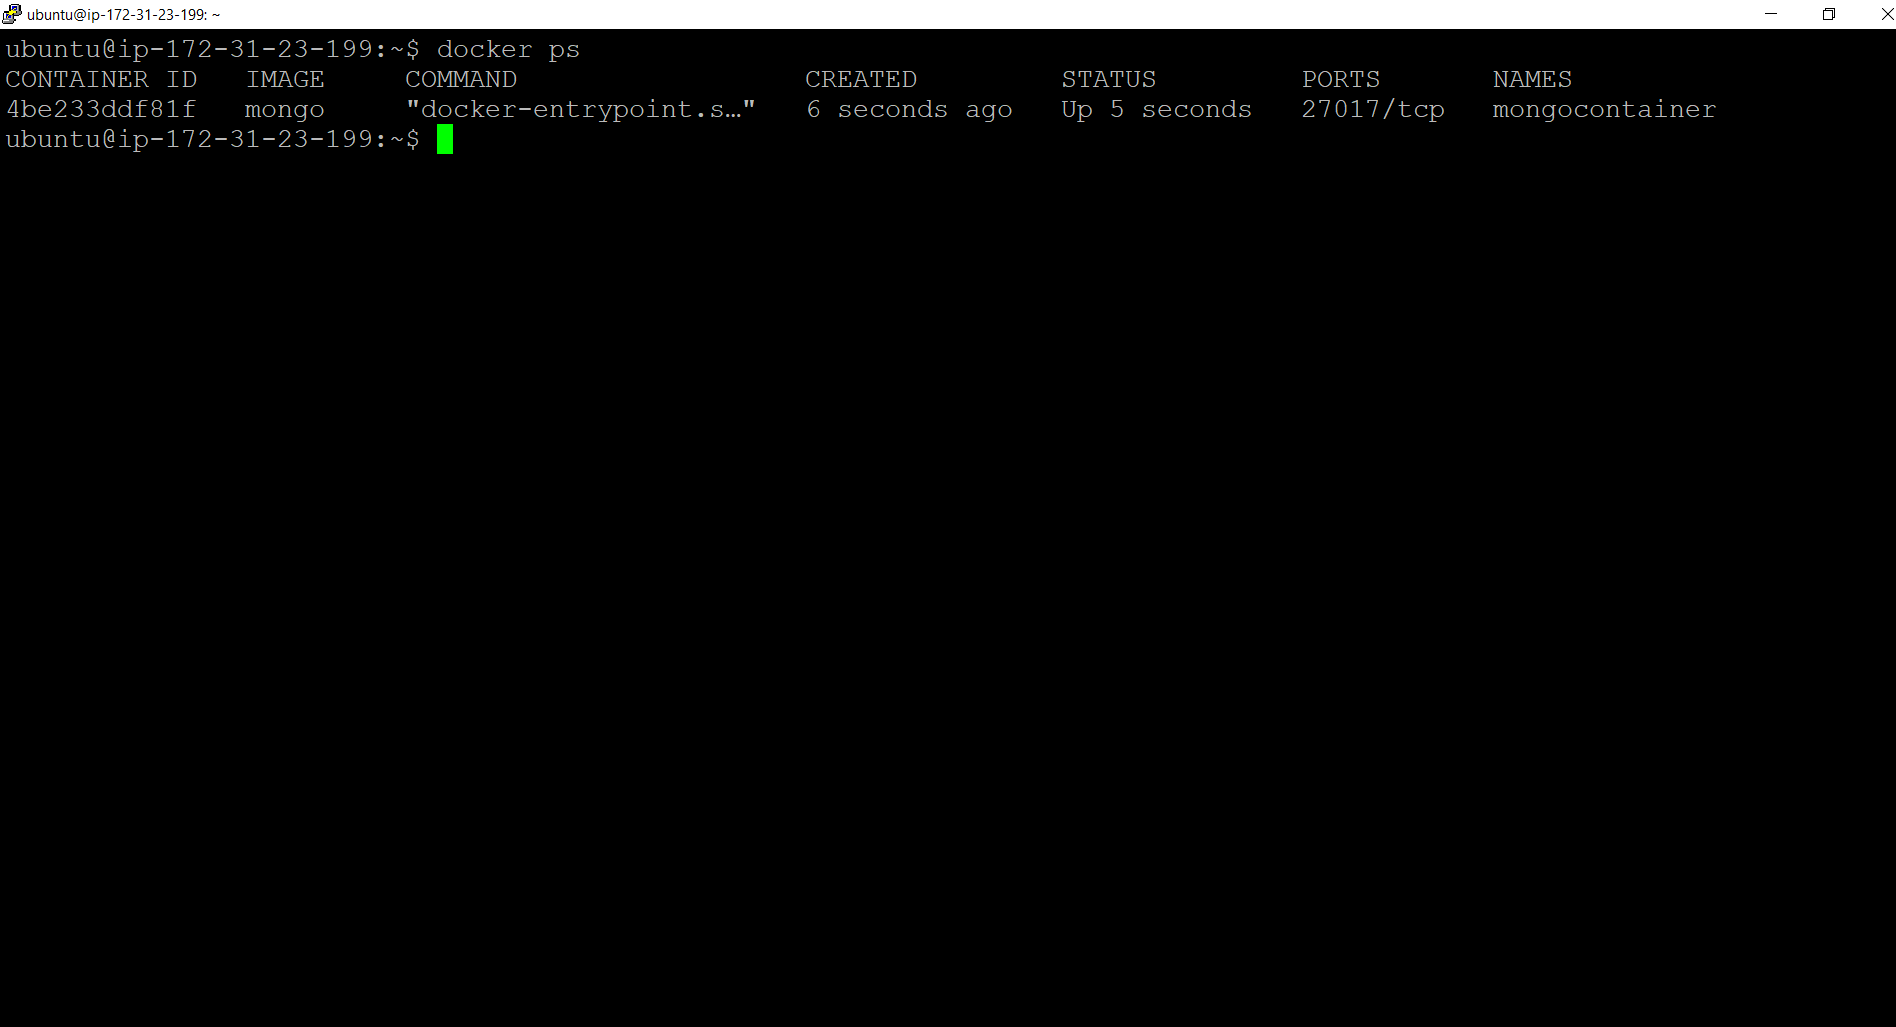 ubuntu@ip-172-31-23-199: ~
ubuntu@ip-172-31-23-199:~$ docker ps
CONTAINER ID   IMAGE     COMMAND                  CREATED         STATUS         PORTS       NAMES
4be233ddf81f   mongo     "docker-entrypoint.s…"   6 seconds ago   Up 5 seconds   27017/tcp   mongocontainer
ubuntu@ip-172-31-23-199:~$